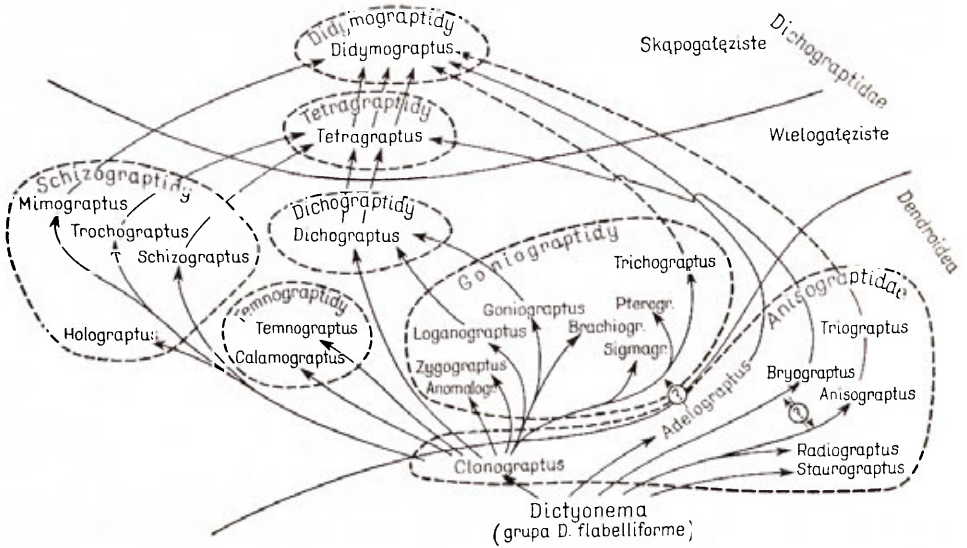 Didymograptidy
Didymograptus
Skąpogałęziste
Dichograptidae
Tetragraptidy
Tetragraptus
Wielogałęziste
Schizograptidy
Mimograptus
Trochograptus
Schizograptus
Holograptus
Dichograptidy
Dichograptus
Dendroidea
Goniograptidy
Trichograptus
Goniograptus
Pterogr.
Loganograptus
Brachiogr.
Sigmagr.
Zygograptus
Anomalogr.
Temnograptidy
Temnograptus
Calamograptus
Anisograptidae
Triograptus
Bryograptus
Anisograptus
?
?
Adelograptus
Radiograptus
Staurograptus
Clonograptus
Dictyonema
(grupa D. flabelliforme)